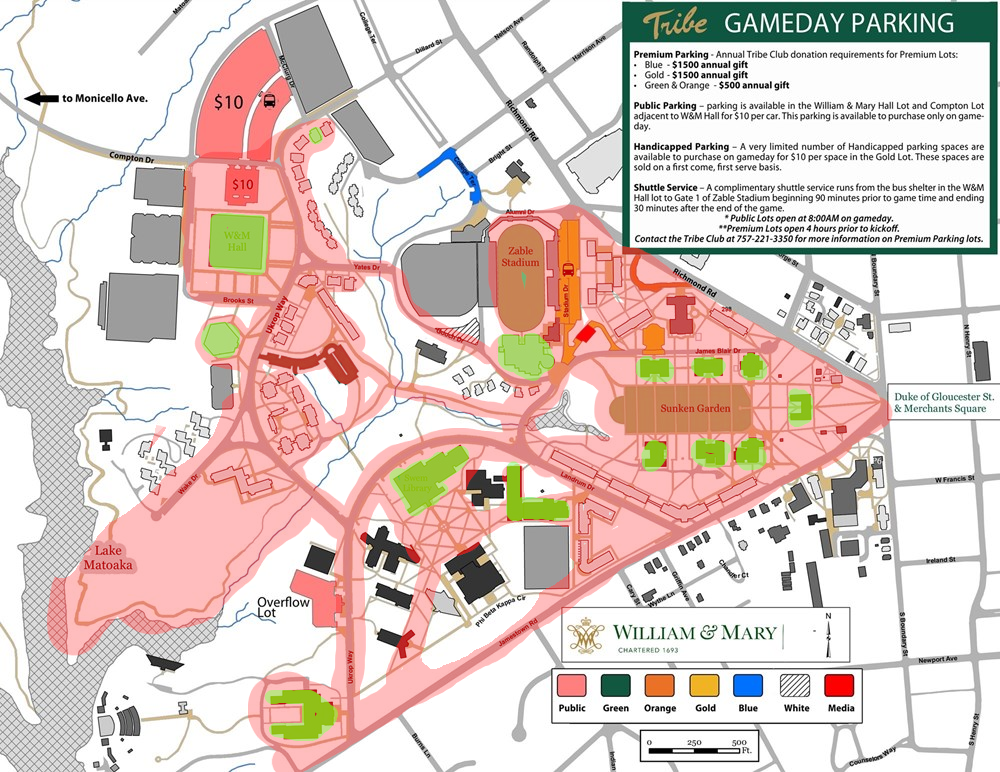 Tribe GAMEDAY PARKING
Premium Parking - Annual Tribe Club donation requirements for Premium Lots:
• Blue - $1500 annual gift
• Gold - $1500 annual gift
• Green & Orange - $500 annual gift
Public Parking – parking is available in the William & Mary Hall Lot and Compton Lot
adjacent to W&M Hall for $10 per car. This parking is available to purchase only on game-
day.
Handicapped Parking – A very limited number of Handicapped parking spaces are
available to purchase on gameday for $10 per space in the Gold Lot. These spaces are
sold on a first come, first serve basis.
Shuttle Service – A complimentary shuttle service runs from the bus shelter in the W&M
Hall lot to Gate 1 of Zable Stadium beginning 90 minutes prior to game time and ending
30 minutes after the end of the game.
* Public Lots open at 8:00AM on gameday.
**Premium Lots open 4 hours prior to kickoff.
Contact the Tribe Club at 757-221-3350 for more information on Premium Parking lots.
College Ter
Nelson Ave
Dillard St
Randolph St
Harrison Ave
McClurg Dr
$10
to Monicello Ave.
Richmond Rd
Compton Dr
Bright St
College Ter
$10
Alumni Dr
W&M
Hall
Zable
Stadium
Yates Dr
Stadium Dr
Richmond Rd
S Boundary St
Brooks St
Ukrop Way
N Henry St
James Blair Dr
Duke of Gloucester St.
& Merchants Square
Sunken Garden
W Francis St
Wake Dr
Landrum Dr
Lake
Matoaka
Ireland St
Chandler Ct
Griffin Ave
Cary St
Wythe Ln
Overflow
Lot
Phi Beta Kappa Cir
Jamestown Rd
S Boundary St
WILLIAM & MARY
CHARTERED 1693
N
Newport Ave
Ukrop Way
Public Green Orange Gold Blue White Media
S Henry St
Burns Ln
0 250 500
Ft.
Counselors Way